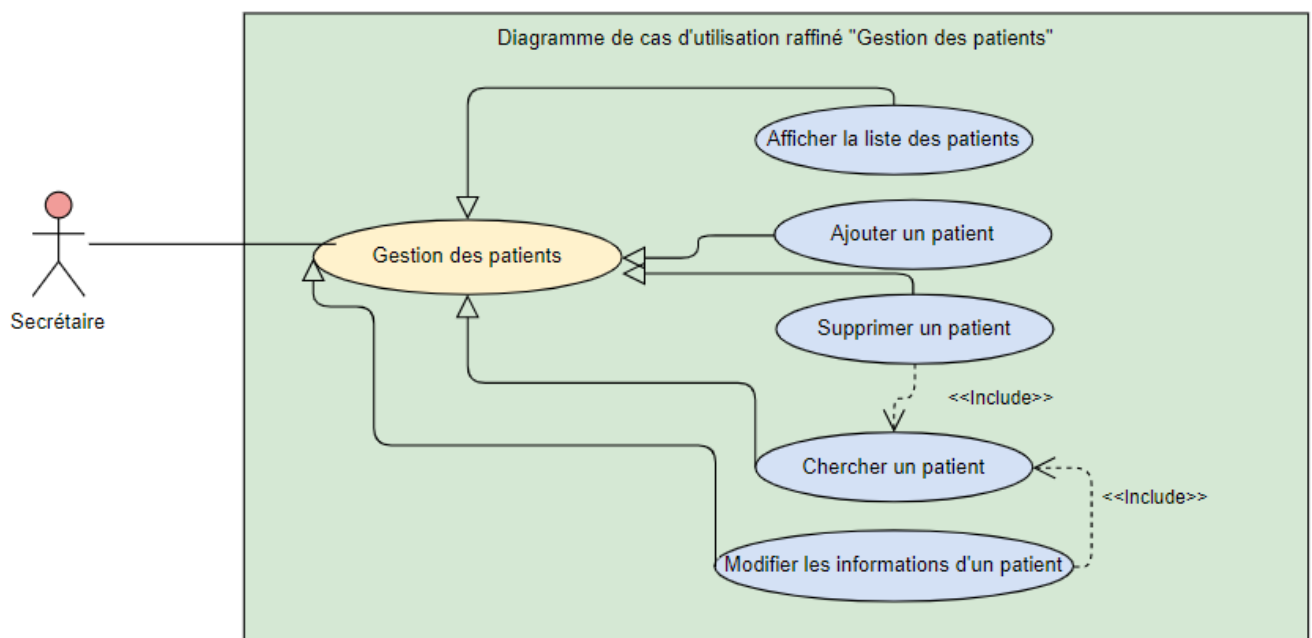 Diagramme de cas d'utilisation raffiné "Gestion des patients"
Afficher la liste des patients
Ajouter un patient
Gestion des patients
Secrétaire
Supprimer un patient
<<Include>>
Chercher un patient
<<Include>>
Modifier les informations d'un patient